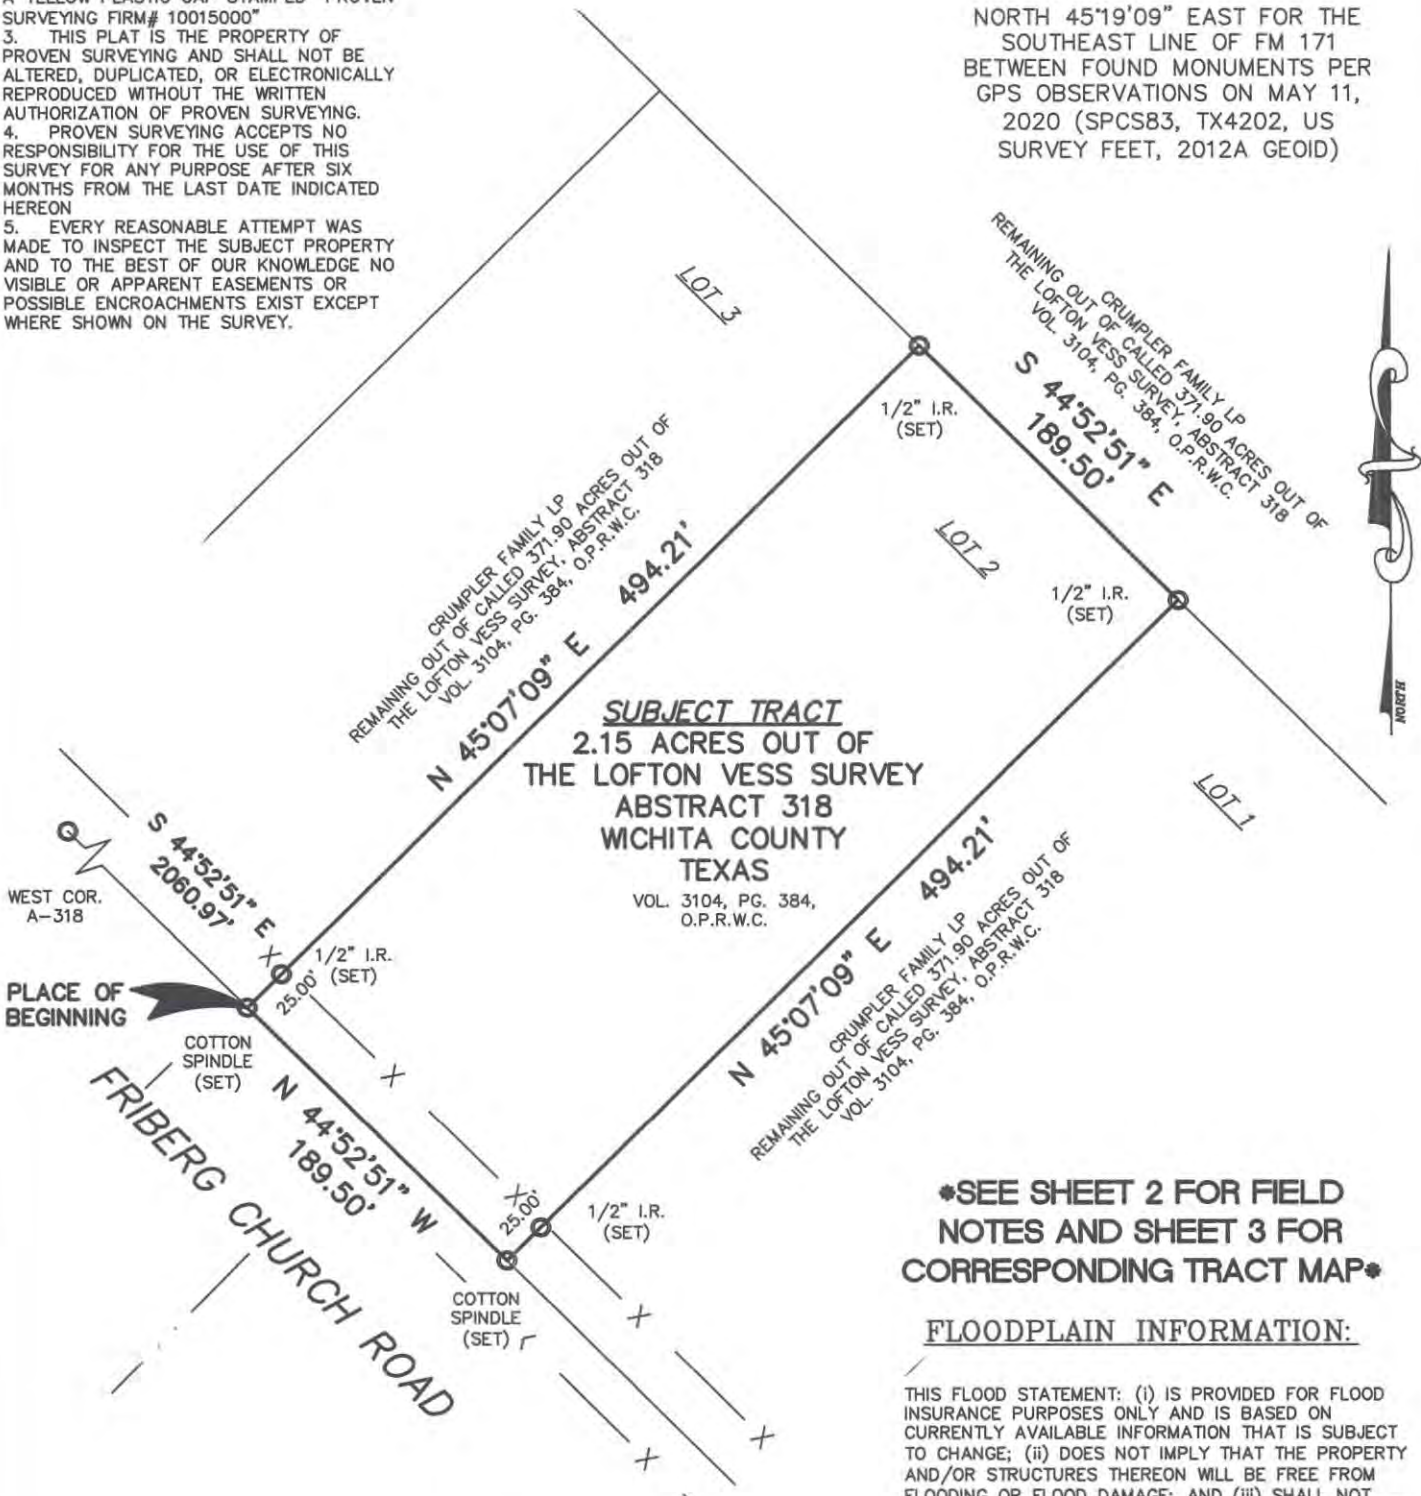 A YELLOW PLASTIC CAP STAMPED "PROVEN
SURVEYING FIRM# 10015000"
3. THIS PLAT IS THE PROPERTY OF
PROVEN SURVEYING AND SHALL NOT BE
ALTERED, DUPLICATED, OR ELECTRONICALLY
REPRODUCED WITHOUT THE WRITTEN
AUTHORIZATION OF PROVEN SURVEYING.
4. PROVEN SURVEYING ACCEPTS NO
RESPONSIBILITY FOR THE USE OF THIS
SURVEY FOR ANY PURPOSE AFTER SIX
MONTHS FROM THE LAST DATE INDICATED
HEREON
5. EVERY REASONABLE ATTEMPT WAS
MADE TO INSPECT THE SUBJECT PROPERTY
AND TO THE BEST OF OUR KNOWLEDGE NO
VISIBLE OR APPARENT EASEMENTS OR
POSSIBLE ENCROACHMENTS EXIST EXCEPT
WHERE SHOWN ON THE SURVEY.
NORTH 45°19'09" EAST FOR THE
SOUTHEAST LINE OF FM 171
BETWEEN FOUND MONUMENTS PER
GPS OBSERVATIONS ON MAY 11,
2020 (SPCS83, TX4202, US
SURVEY FEET, 2012A GEOID)
LOT 3
CRUMPLER FAMILY LP
REMAINING OUT OF CALLED 371.90 ACRES OUT OF
THE LOFTON VESS SURVEY, ABSTRACT 318
VOL. 3104, PG. 384, O.P.R.W.C.
S 44°52'51" E
189.50'
1/2" I.R.
(SET)
LOT 2
1/2" I.R.
(SET)
NORTH
CRUMPLER FAMILY LP
REMAINING OUT OF CALLED 371.90 ACRES OUT OF
THE LOFTON VESS SURVEY, ABSTRACT 318
VOL. 3104, PG. 384, O.P.R.W.C.
N 45°07'09" E 494.21'
SUBJECT TRACT
2.15 ACRES OUT OF
THE LOFTON VESS SURVEY
ABSTRACT 318
WICHITA COUNTY
TEXAS
VOL. 3104, PG. 384,
O.P.R.W.C.
LOT 1
N 45°07'09" E 494.21'
CRUMPLER FAMILY LP
REMAINING OUT OF CALLED 371.90 ACRES OUT OF
THE LOFTON VESS SURVEY, ABSTRACT 318
VOL. 3104, PG. 384, O.P.R.W.C.
S 44°52'51" E
2060.97'
WEST COR.
A-318
1/2" I.R.
(SET)
25.00'
PLACE OF
BEGINNING
COTTON
SPINDLE
(SET)
N 44°52'51" W
189.50'
FRIBERG CHURCH ROAD
25.00'
1/2" I.R.
(SET)
COTTON
SPINDLE
(SET)
*SEE SHEET 2 FOR FIELD
NOTES AND SHEET 3 FOR
CORRESPONDING TRACT MAP*
FLOODPLAIN INFORMATION:
THIS FLOOD STATEMENT: (i) IS PROVIDED FOR FLOOD
INSURANCE PURPOSES ONLY AND IS BASED ON
CURRENTLY AVAILABLE INFORMATION THAT IS SUBJECT
TO CHANGE; (ii) DOES NOT IMPLY THAT THE PROPERTY
AND/OR STRUCTURES THEREON WILL BE FREE FROM
FLOODING OR FLOOD DAMAGE; AND (iii) SHALL NOT